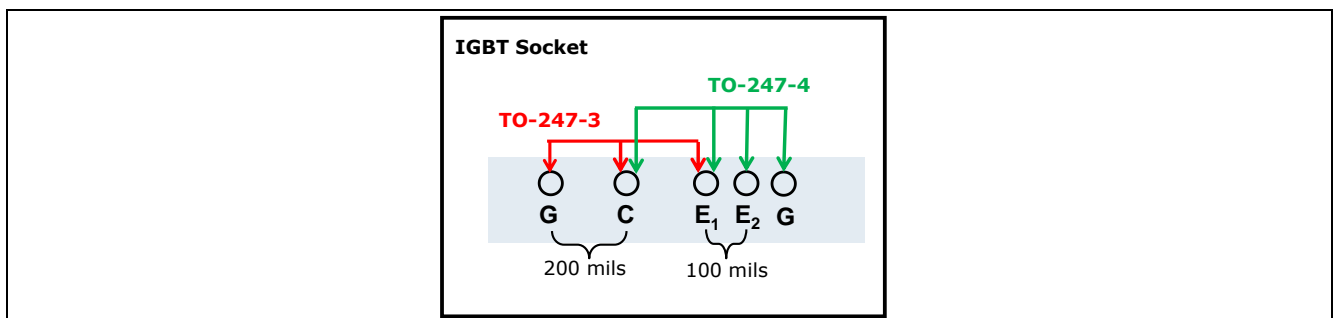 IGBT Socket
TO-247-4
TO-247-3
G C E₁ E₂ G
200 mils 100 mils